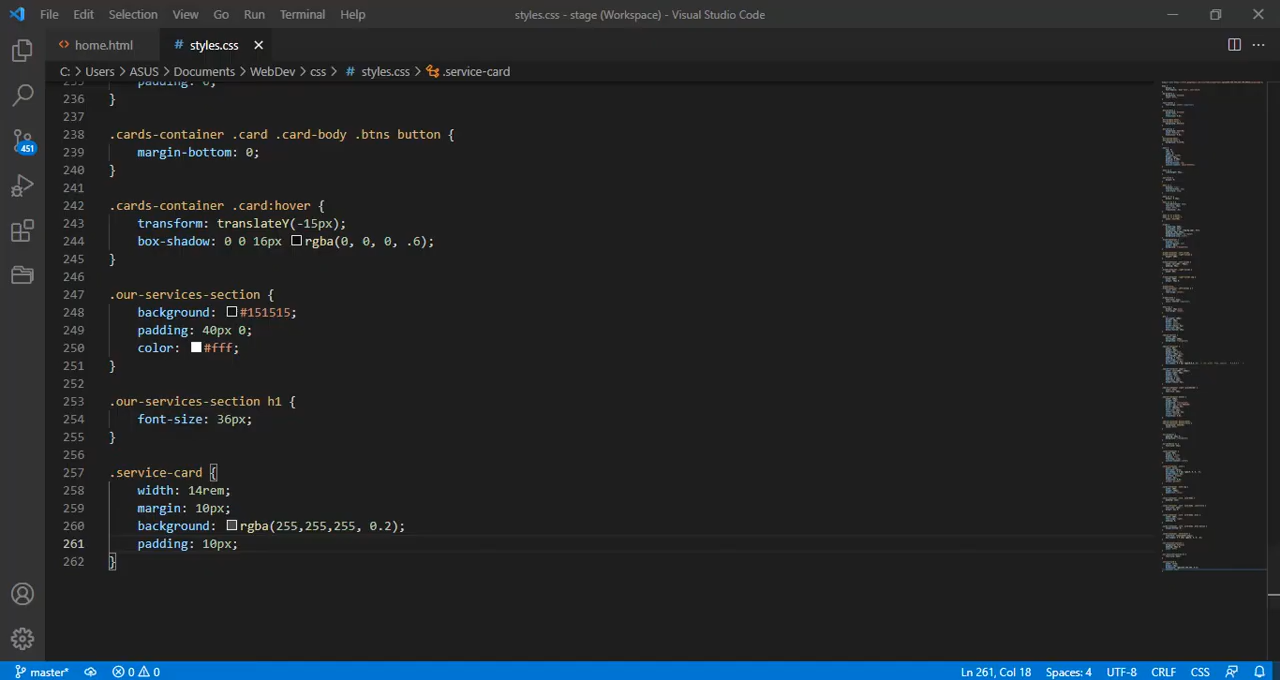 File Edit Selection View Go Run Terminal Help
styles.css - stage (Workspace) - Visual Studio Code
home.html
# styles.css
C: > Users > ASUS > Documents > WebDev > css > # styles.css > .service-card
235 padding: 0;
236 }
237
238 .cards-container .card .card-body .btns button {
239 margin-bottom: 0;
240 }
241
242 .cards-container .card:hover {
243 transform: translateY(-15px);
244 box-shadow: 0 0 16px rgba(0, 0, 0, .6);
245 }
246
247 .our-services-section {
248 background: #151515;
249 padding: 40px 0;
250 color: #fff;
251 }
252
253 .our-services-section h1 {
254 font-size: 36px;
255 }
256
257 .service-card {
258 width: 14rem;
259 margin: 10px;
260 background: rgba(255,255,255, 0.2);
261 padding: 10px;
262 }
451
master* 0 0 Ln 261, Col 18 Spaces: 4 UTF-8 CRLF CSS